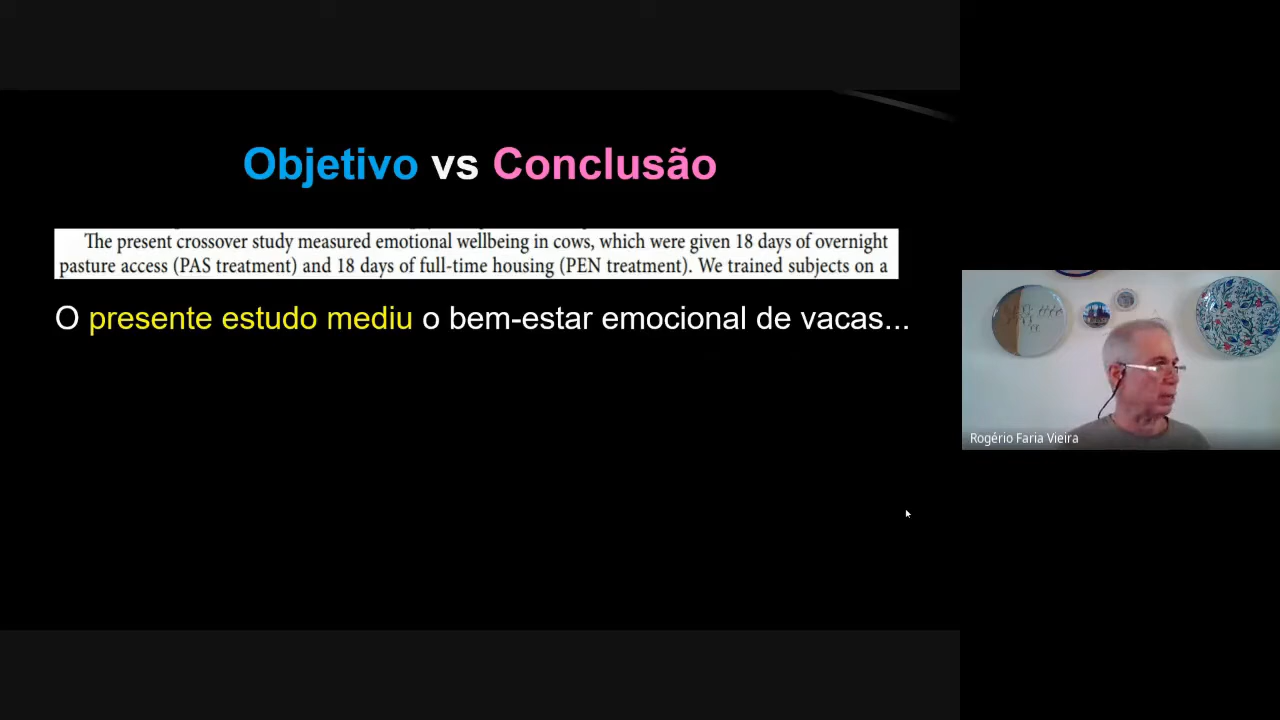 Objetivo vs Conclusão
The present crossover study measured emotional wellbeing in cows, which were given 18 days of overnight
pasture access (PAS treatment) and 18 days of full-time housing (PEN treatment). We trained subjects on a
O presente estudo mediu o bem-estar emocional de vacas...
Rogério Faria Vieira